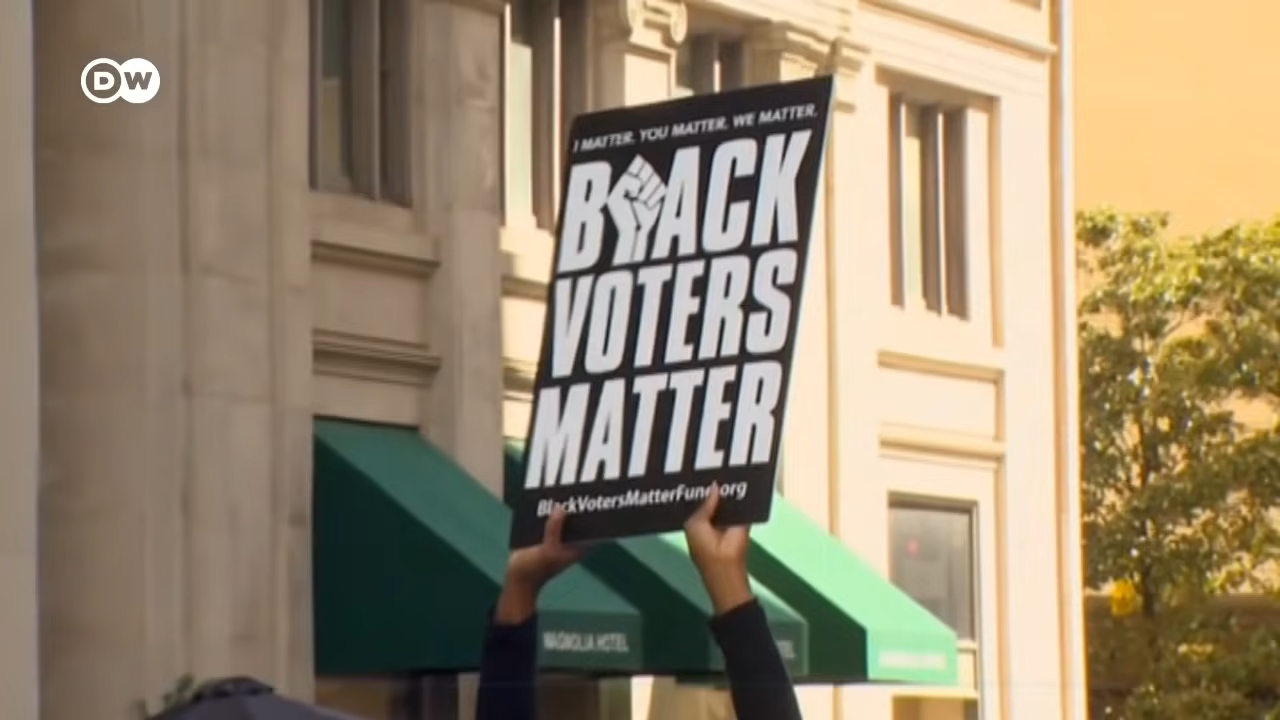 DW
I MATTER. YOU MATTER. WE MATTER.
BLACK
VOTERS
MATTER
BlackVotersMatterFund.org
MAGNOLIA HOTEL